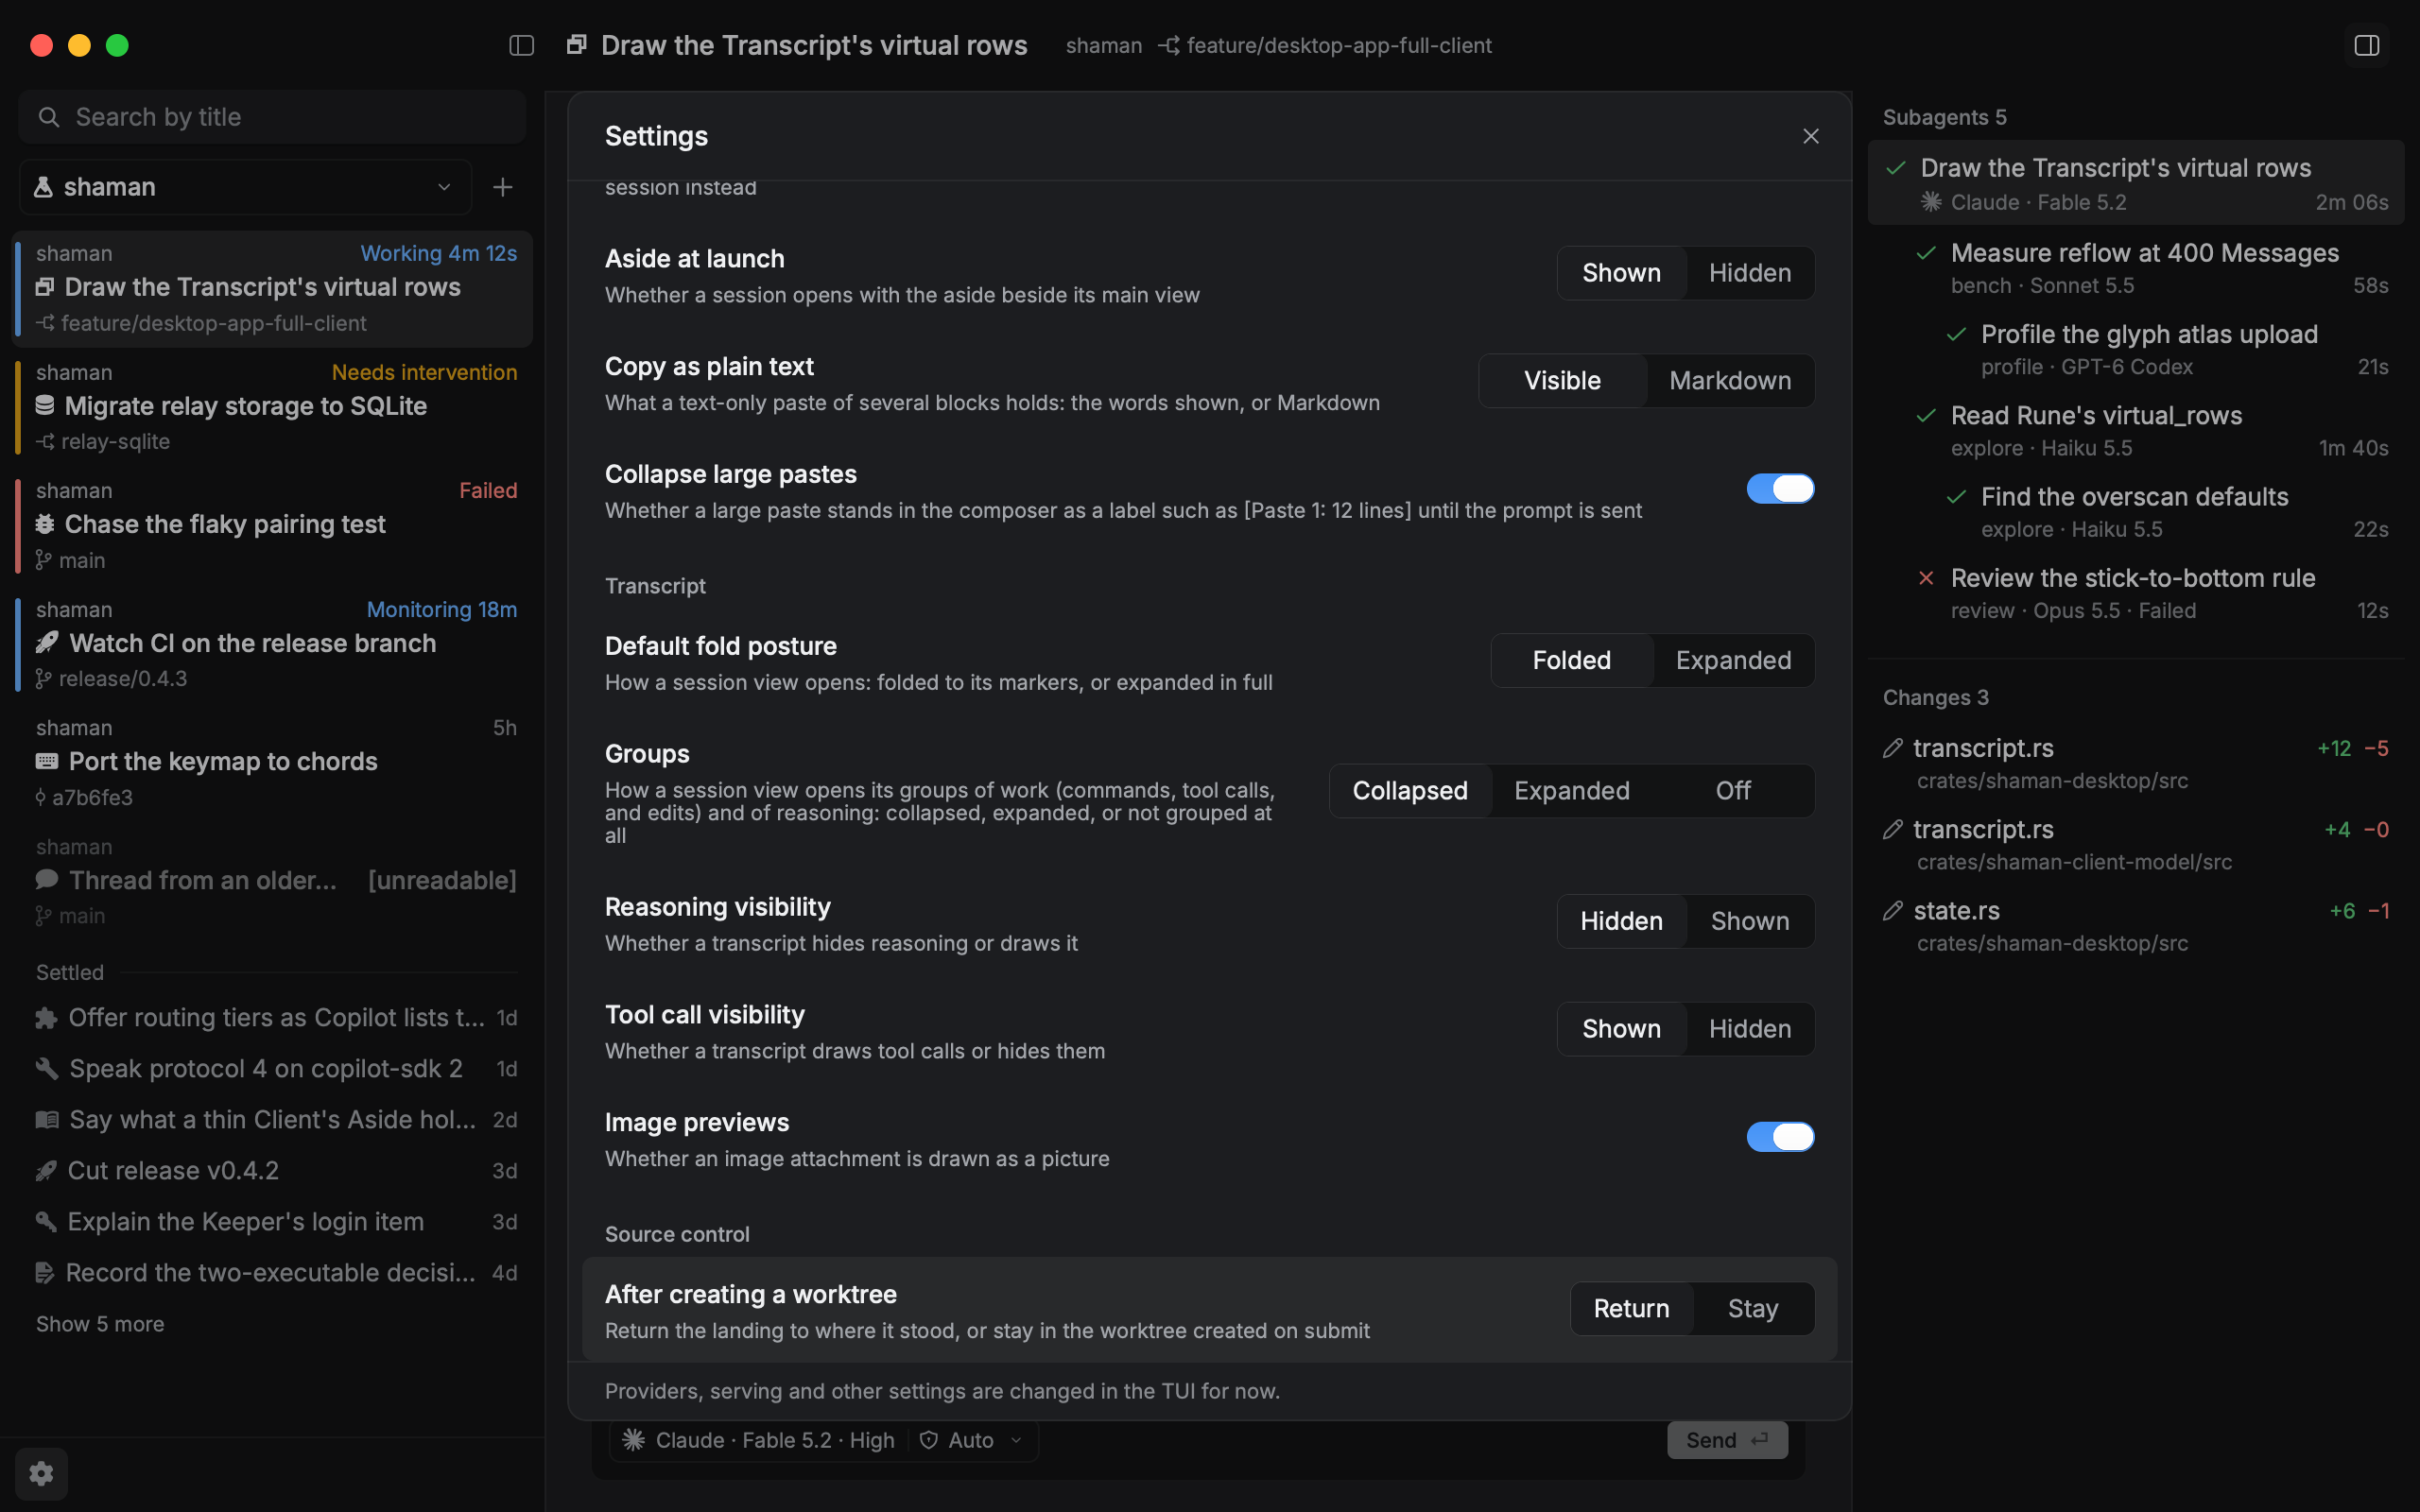 Draw the Transcript's virtual rows
shaman
feature/desktop-app-full-client
Search by title
shaman
shaman
Working 4m 12s
Draw the Transcript's virtual rows
feature/desktop-app-full-client
shaman
Needs intervention
Migrate relay storage to SQLite
relay-sqlite
shaman
Failed
Chase the flaky pairing test
main
shaman
Monitoring 18m
Watch CI on the release branch
release/0.4.3
shaman
5h
Port the keymap to chords
a7b6fe3
shaman
Thread from an older... [unreadable]
main
Settled
Offer routing tiers as Copilot lists t... 1d
Speak protocol 4 on copilot-sdk 2 1d
Say what a thin Client's Aside hol... 2d
Cut release v0.4.2 3d
Explain the Keeper's login item 3d
Record the two-executable decisi... 4d
Show 5 more
Settings
session instead
Aside at launch
Whether a session opens with the aside beside its main view
Shown Hidden
Copy as plain text
What a text-only paste of several blocks holds: the words shown, or Markdown
Visible Markdown
Collapse large pastes
Whether a large paste stands in the composer as a label such as [Paste 1: 12 lines] until the prompt is sent
Transcript
Default fold posture
How a session view opens: folded to its markers, or expanded in full
Folded Expanded
Groups
How a session view opens its groups of work (commands, tool calls,
and edits) and of reasoning: collapsed, expanded, or not grouped at
all
Collapsed Expanded Off
Reasoning visibility
Whether a transcript hides reasoning or draws it
Hidden Shown
Tool call visibility
Whether a transcript draws tool calls or hides them
Shown Hidden
Image previews
Whether an image attachment is drawn as a picture
Source control
After creating a worktree
Return the landing to where it stood, or stay in the worktree created on submit
Return Stay
Providers, serving and other settings are changed in the TUI for now.
Claude · Fable 5.2 · High
Auto
Send
Subagents 5
Draw the Transcript's virtual rows
Claude · Fable 5.2 2m 06s
Measure reflow at 400 Messages
bench · Sonnet 5.5 58s
Profile the glyph atlas upload
profile · GPT-6 Codex 21s
Read Rune's virtual_rows
explore · Haiku 5.5 1m 40s
Find the overscan defaults
explore · Haiku 5.5 22s
Review the stick-to-bottom rule
review · Opus 5.5 · Failed 12s
Changes 3
transcript.rs +12 −5
crates/shaman-desktop/src
transcript.rs +4 −0
crates/shaman-client-model/src
state.rs +6 −1
crates/shaman-desktop/src